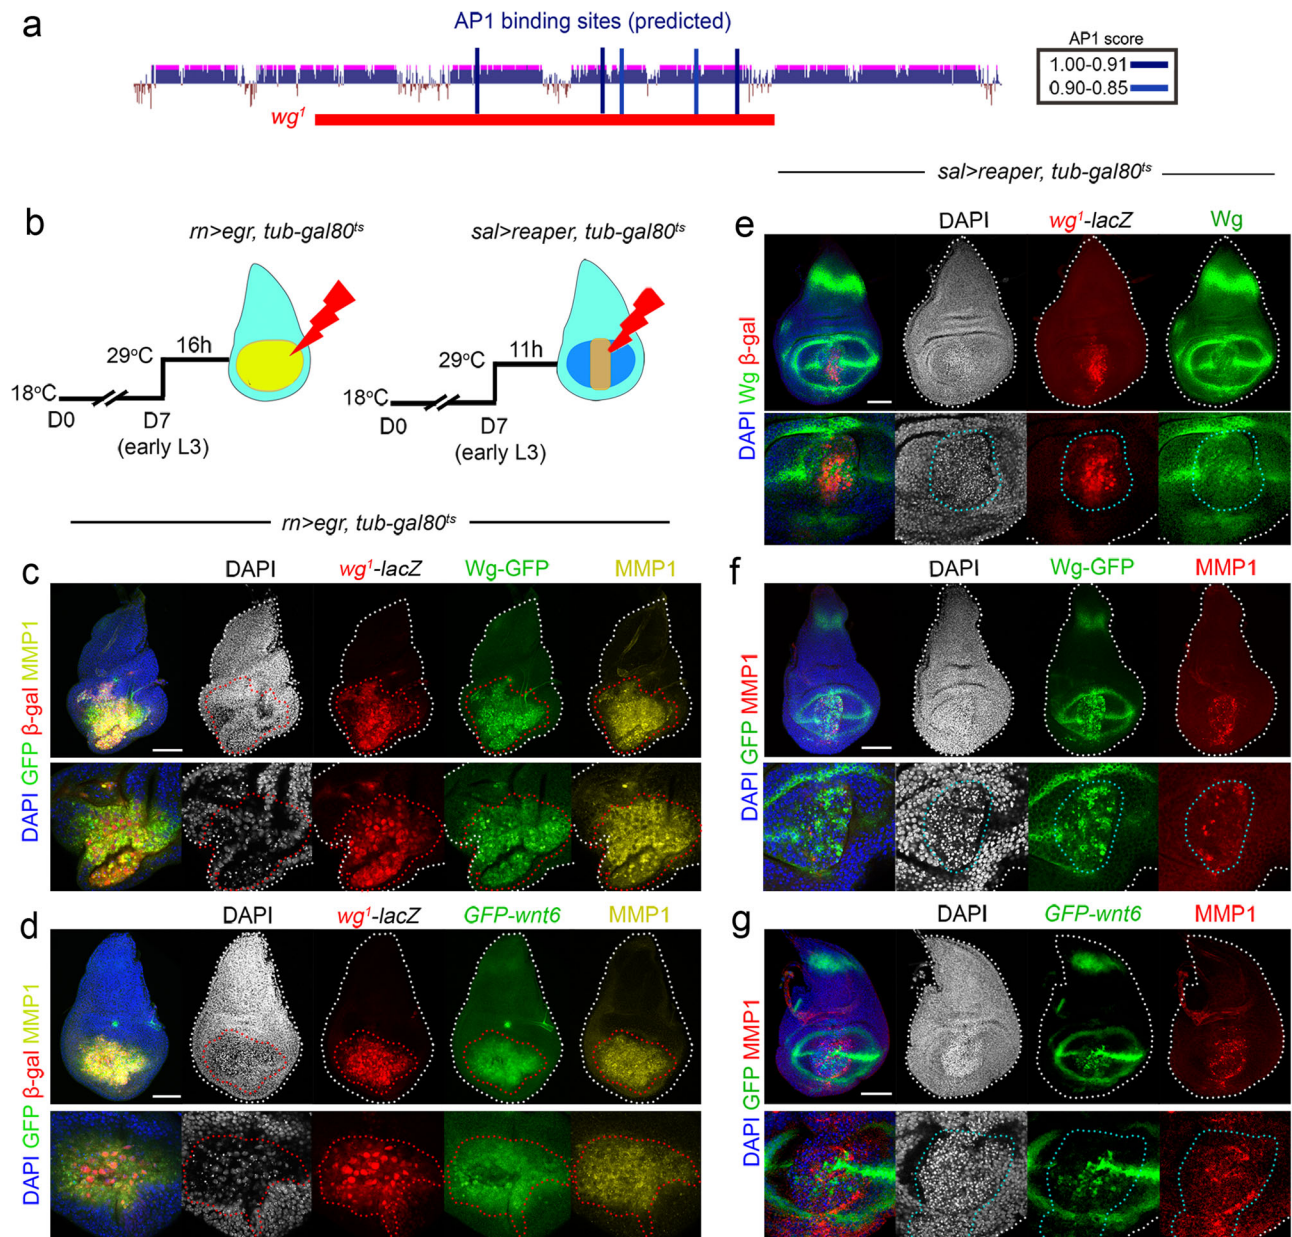 a
AP1 binding sites (predicted)
AP1 score
1.00-0.91
0.90-0.85
wg¹
sal>reaper, tub-gal80ᵗˢ
b
rn>egr, tub-gal80ᵗˢ
sal>reaper, tub-gal80ᵗˢ
16h
29°C
18°C
D0
D7
(early L3)
11h
29°C
18°C
D0
D7
(early L3)
rn>egr, tub-gal80ᵗˢ
c
DAPI
wg¹-lacZ
Wg-GFP
MMP1
DAPI GFP β-gal MMP1
d
DAPI
wg¹-lacZ
GFP-wnt6
MMP1
DAPI GFP β-gal MMP1
e
DAPI
wg¹-lacZ
Wg
DAPI Wg β-gal
f
DAPI
Wg-GFP
MMP1
DAPI GFP MMP1
g
DAPI
GFP-wnt6
MMP1
DAPI GFP MMP1